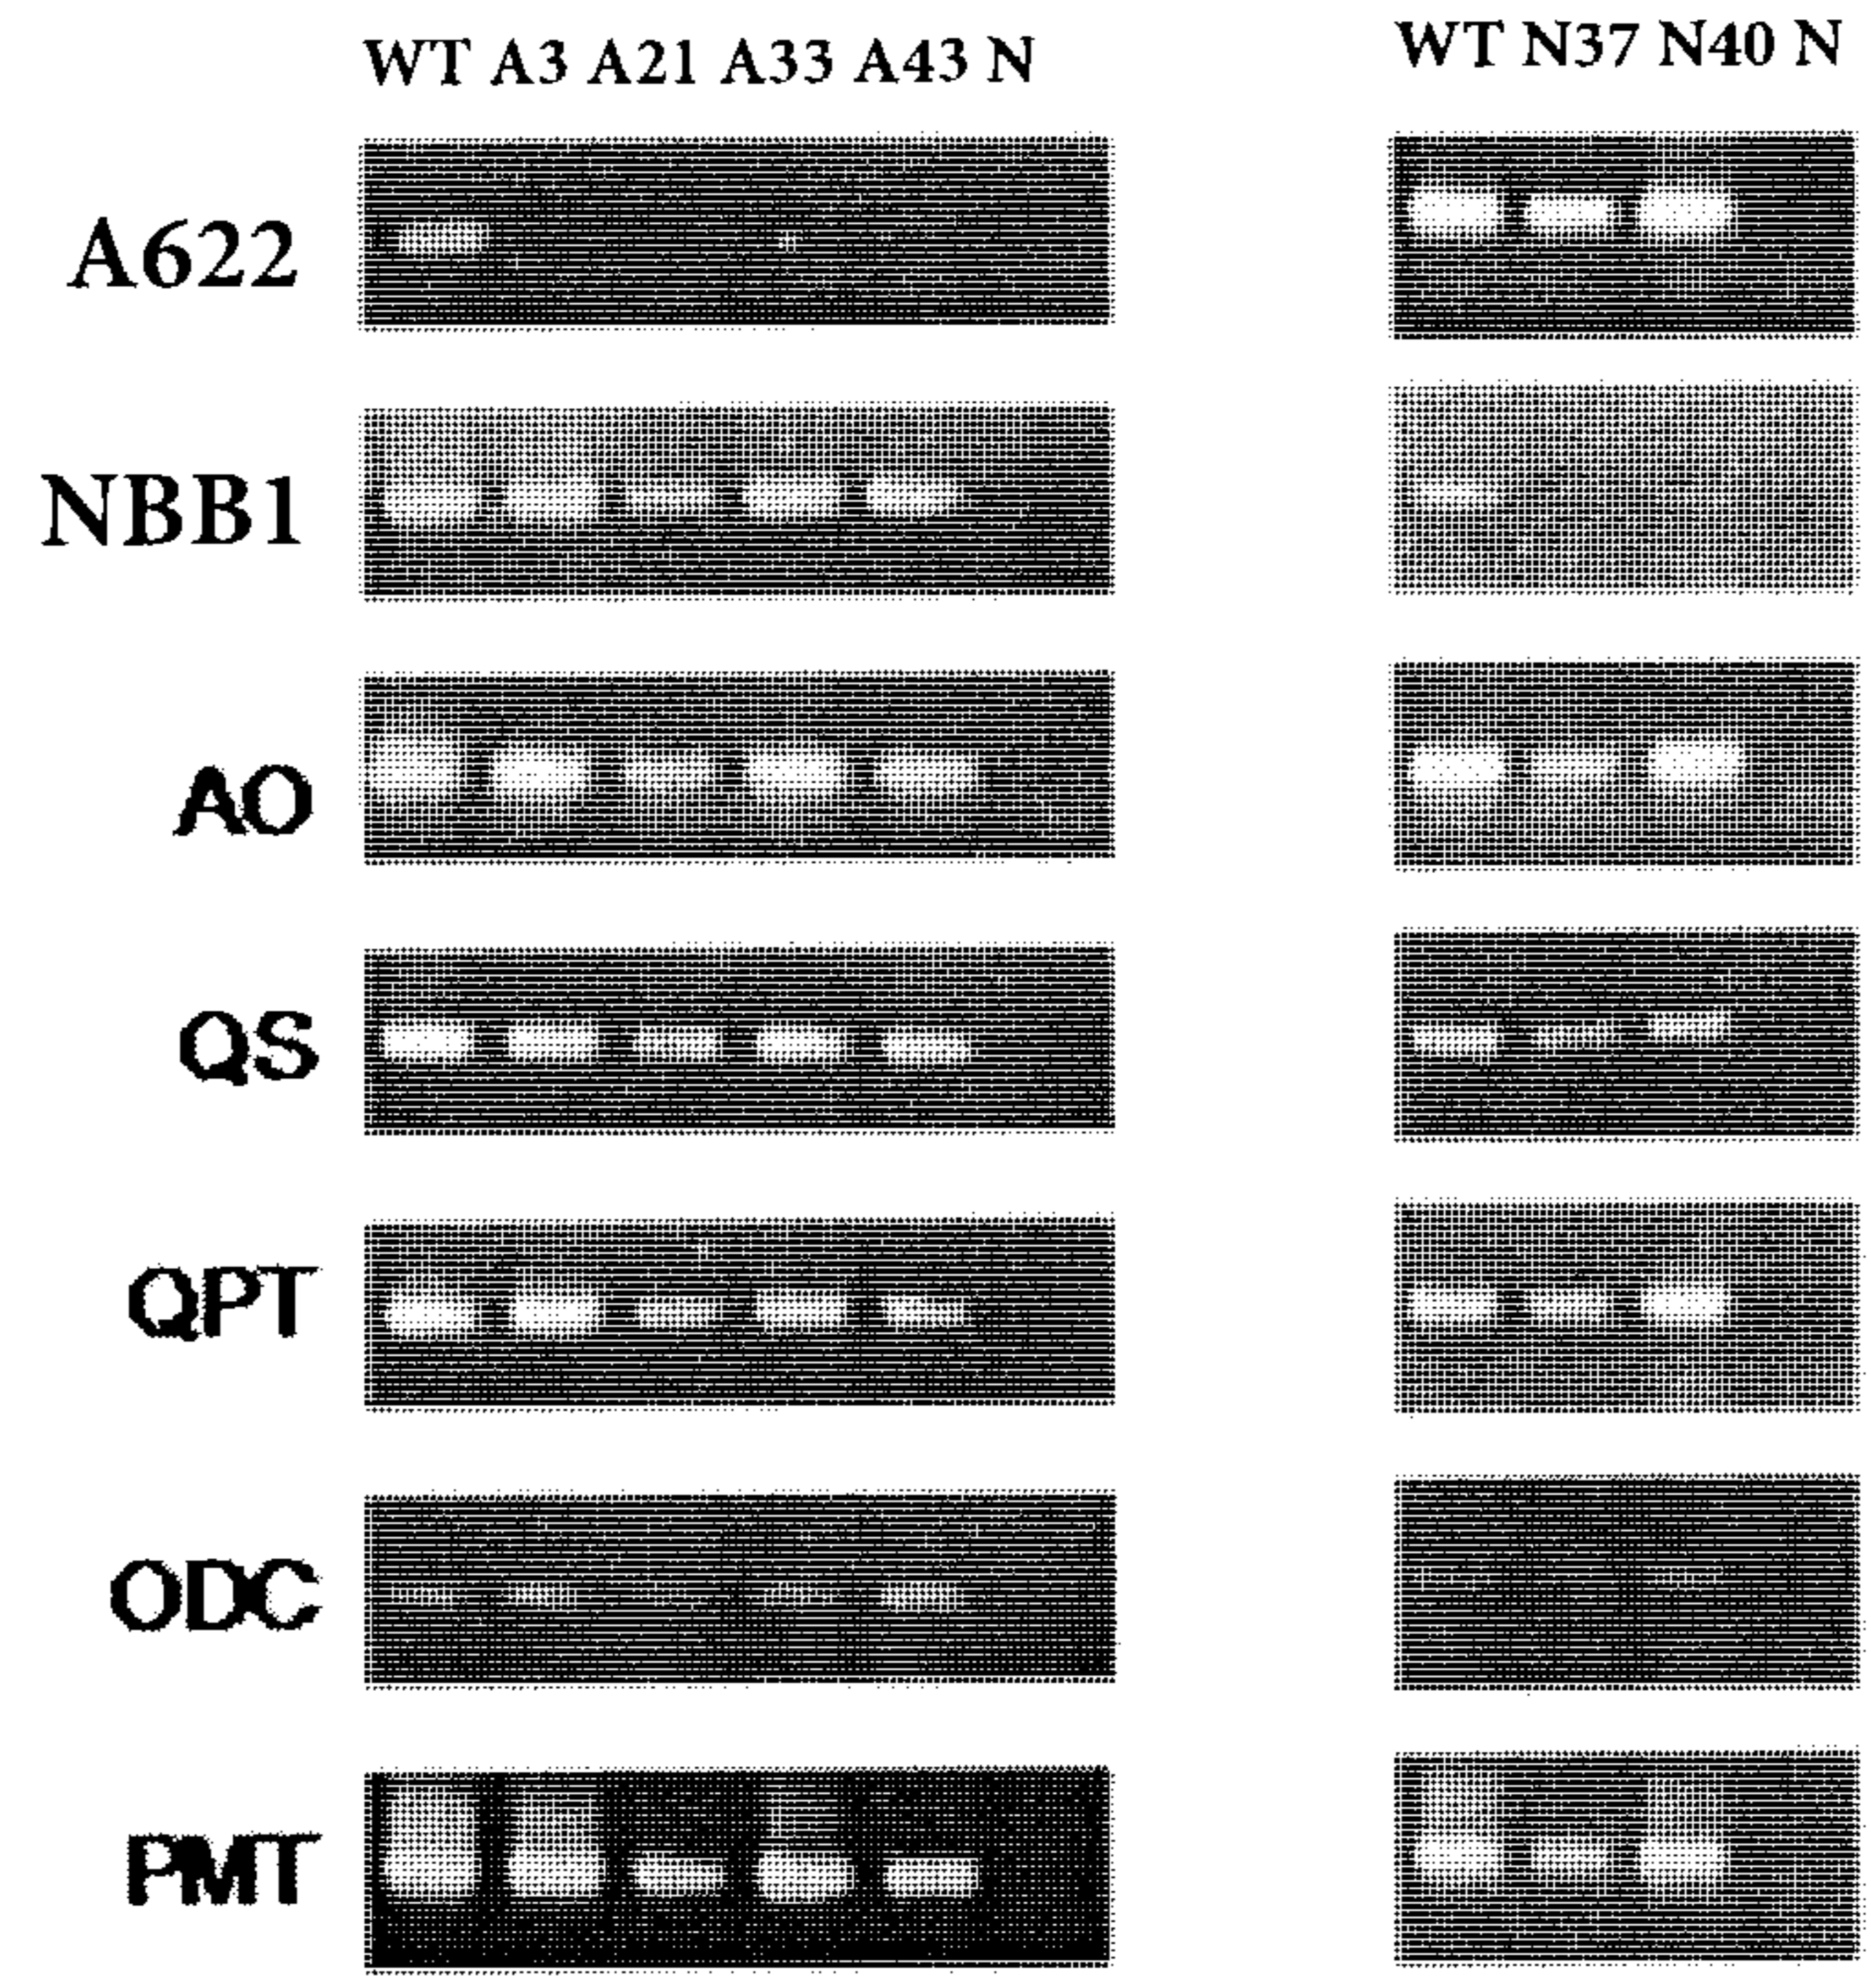 WT A3 A21 A33 A43 N
WT N37 N40 N
A622
NBB1
AO
QS
QPT
ODC
PMT